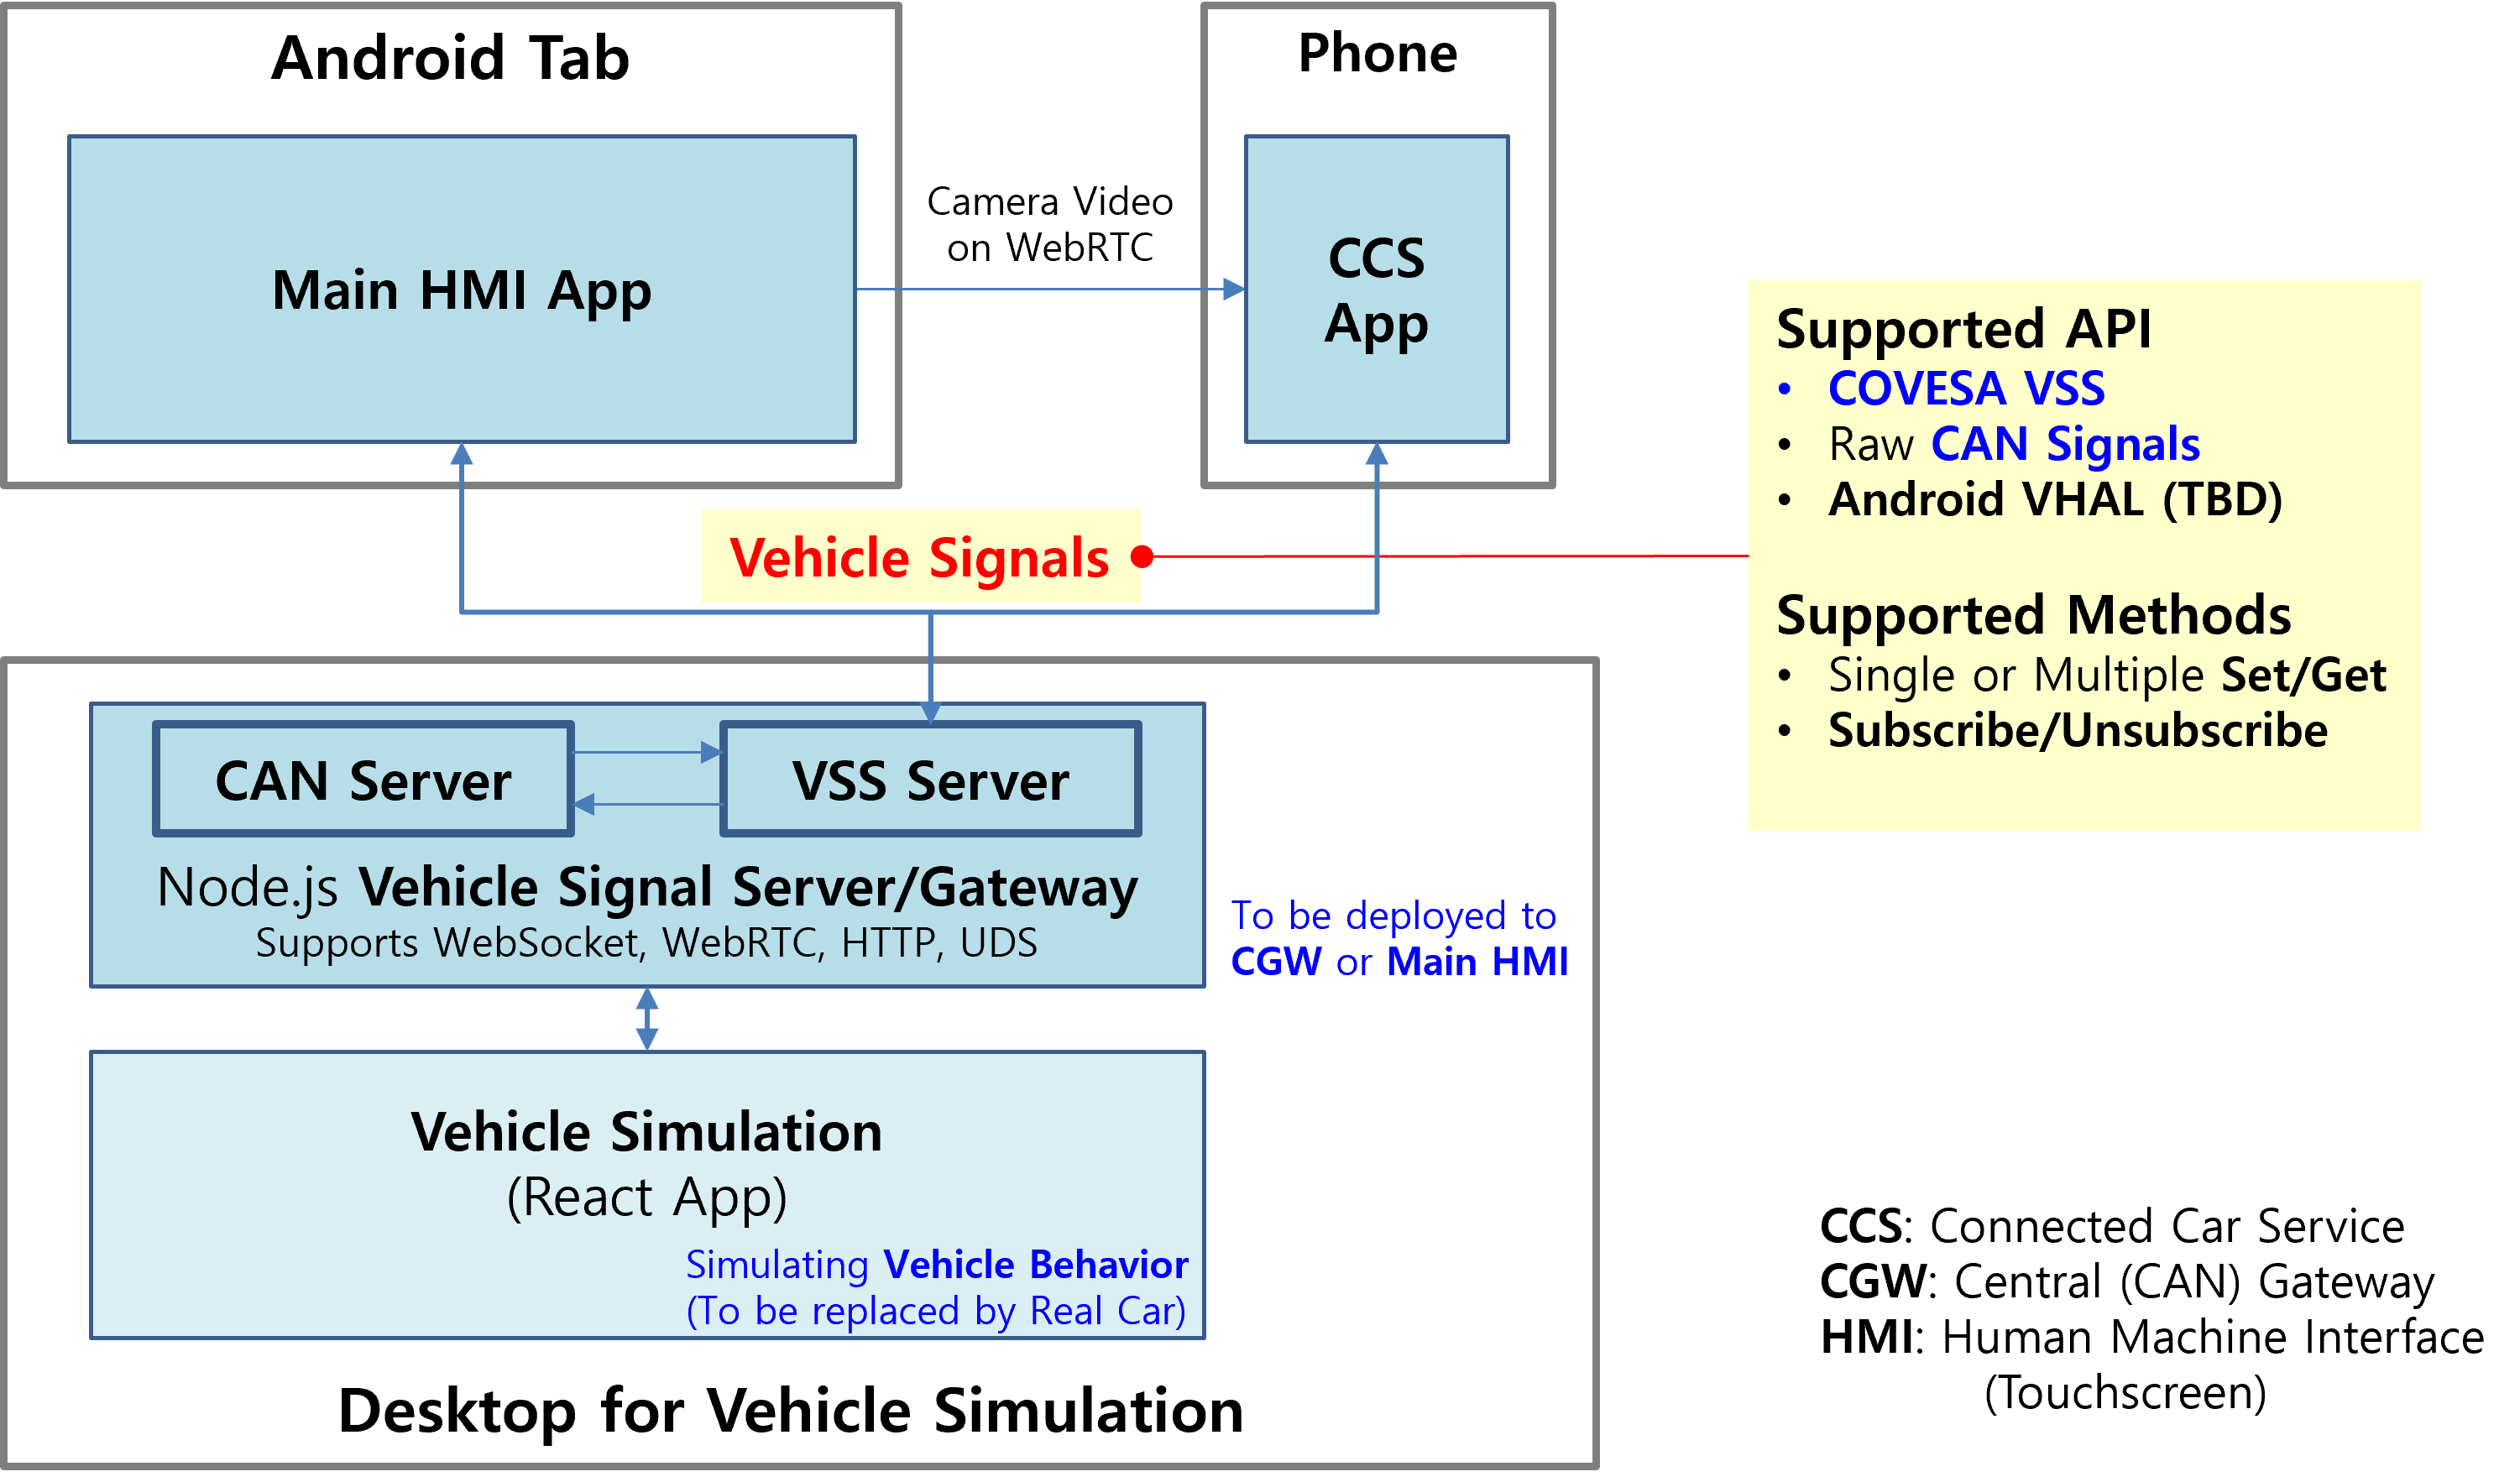 Android Tab
Main HMI App
Camera Video
on WebRTC
Phone
CCS
App
Vehicle Signals
Supported API
• COVESA VSS
• Raw CAN Signals
• Android VHAL (TBD)
Supported Methods
• Single or Multiple Set/Get
• Subscribe/Unsubscribe
CAN Server
VSS Server
Node.js Vehicle Signal Server/Gateway
Supports WebSocket, WebRTC, HTTP, UDS
To be deployed to
CGW or Main HMI
Vehicle Simulation
(React App)
Simulating Vehicle Behavior
(To be replaced by Real Car)
Desktop for Vehicle Simulation
CCS: Connected Car Service
CGW: Central (CAN) Gateway
HMI: Human Machine Interface
(Touchscreen)